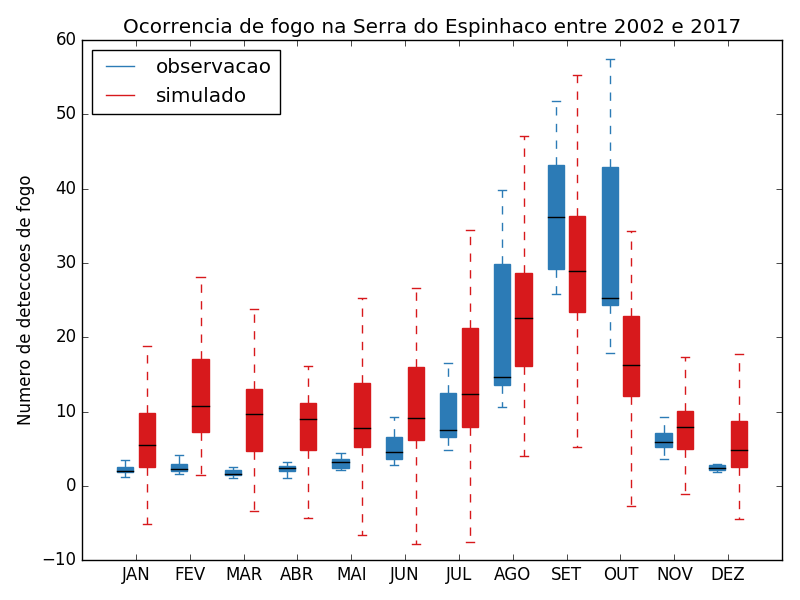 Ocorrencia de fogo na Serra do Espinhaco entre 2002 e 2017
observacao
simulado
Numero de deteccoes de fogo
60
50
40
30
20
10
0
−10
JAN FEV MAR ABR MAI JUN JUL AGO SET OUT NOV DEZ